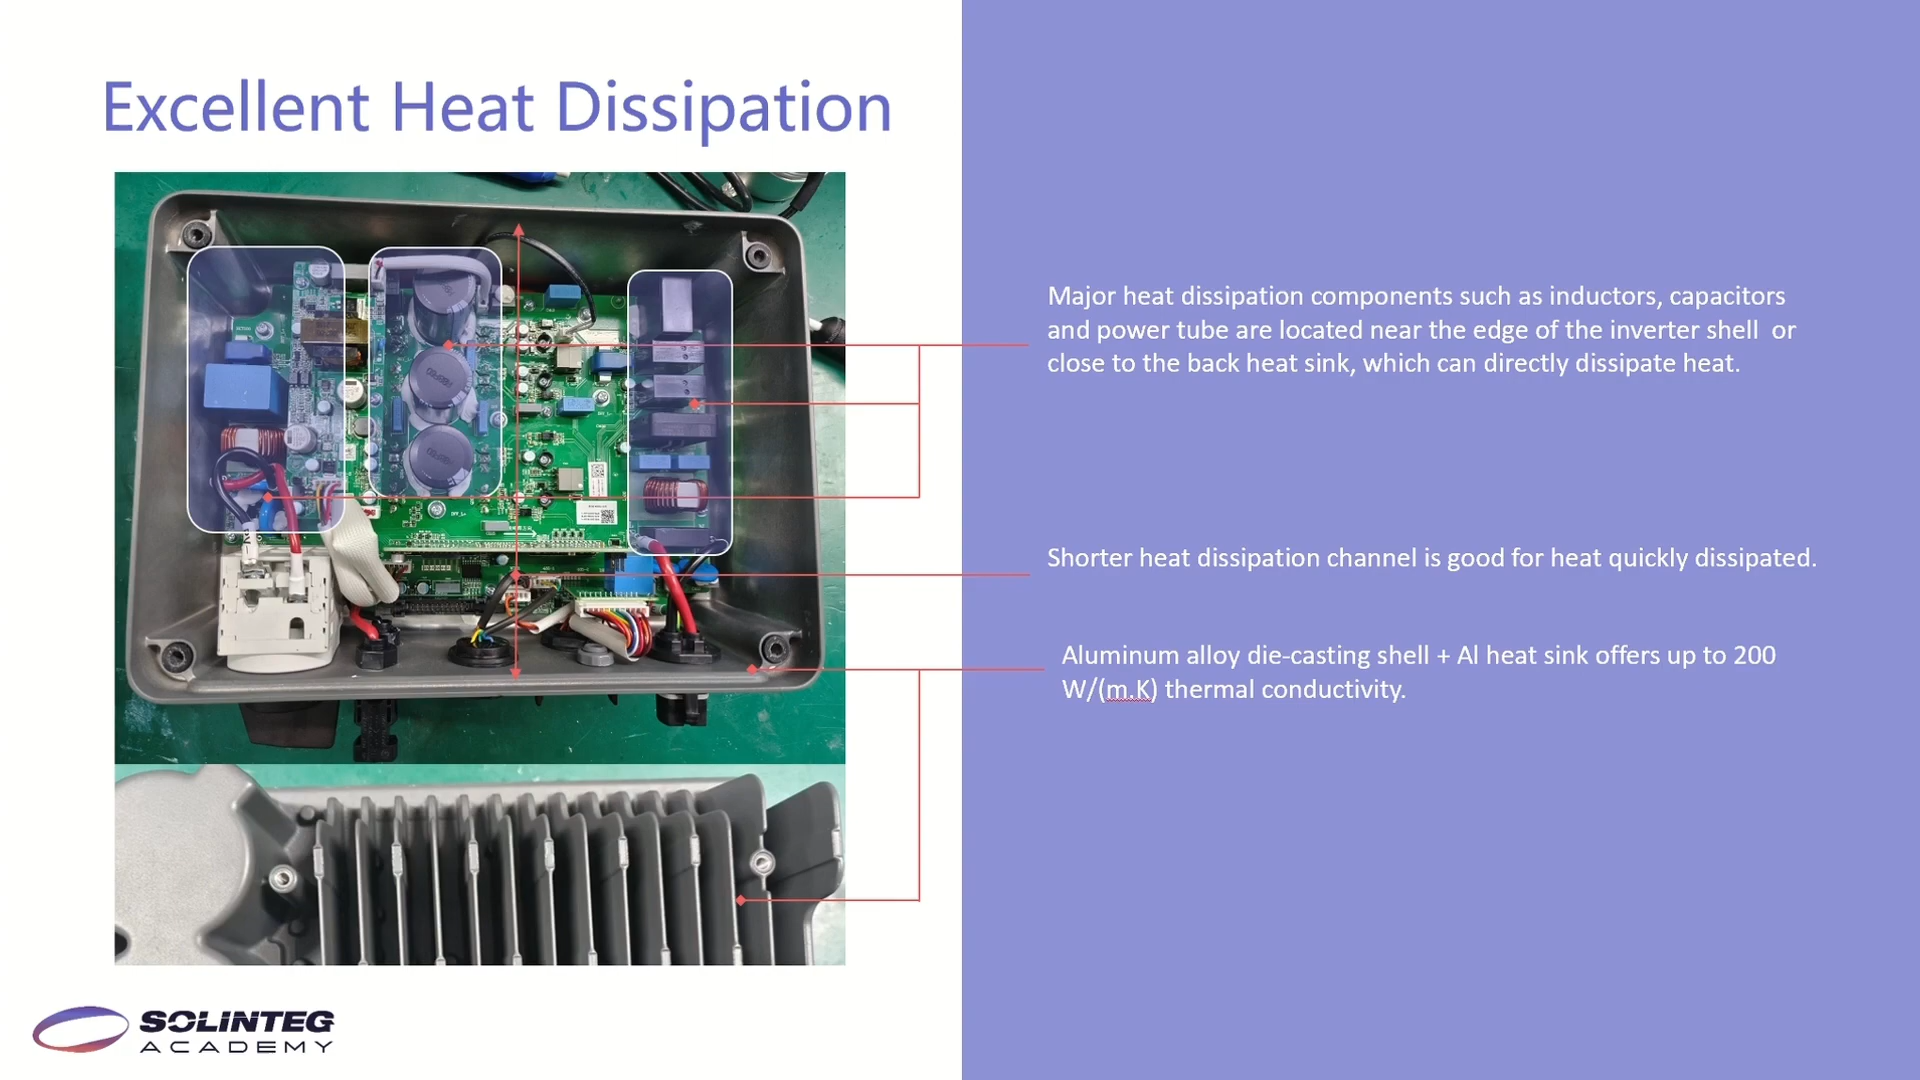 Excellent Heat Dissipation
Major heat dissipation components such as inductors, capacitors
and power tube are located near the edge of the inverter shell or
close to the back heat sink, which can directly dissipate heat.
Shorter heat dissipation channel is good for heat quickly dissipated.
Aluminum alloy die-casting shell + Al heat sink offers up to 200
W/(m.K) thermal conductivity.
SOLINTEG
ACADEMY